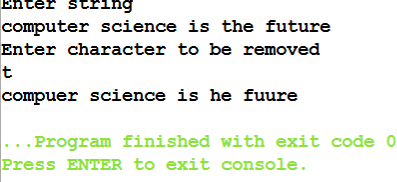 Enter string
computer science is the future
Enter character to be removed
t
compuer science is he fuure
...Program finished with exit code 0
Press ENTER to exit console.